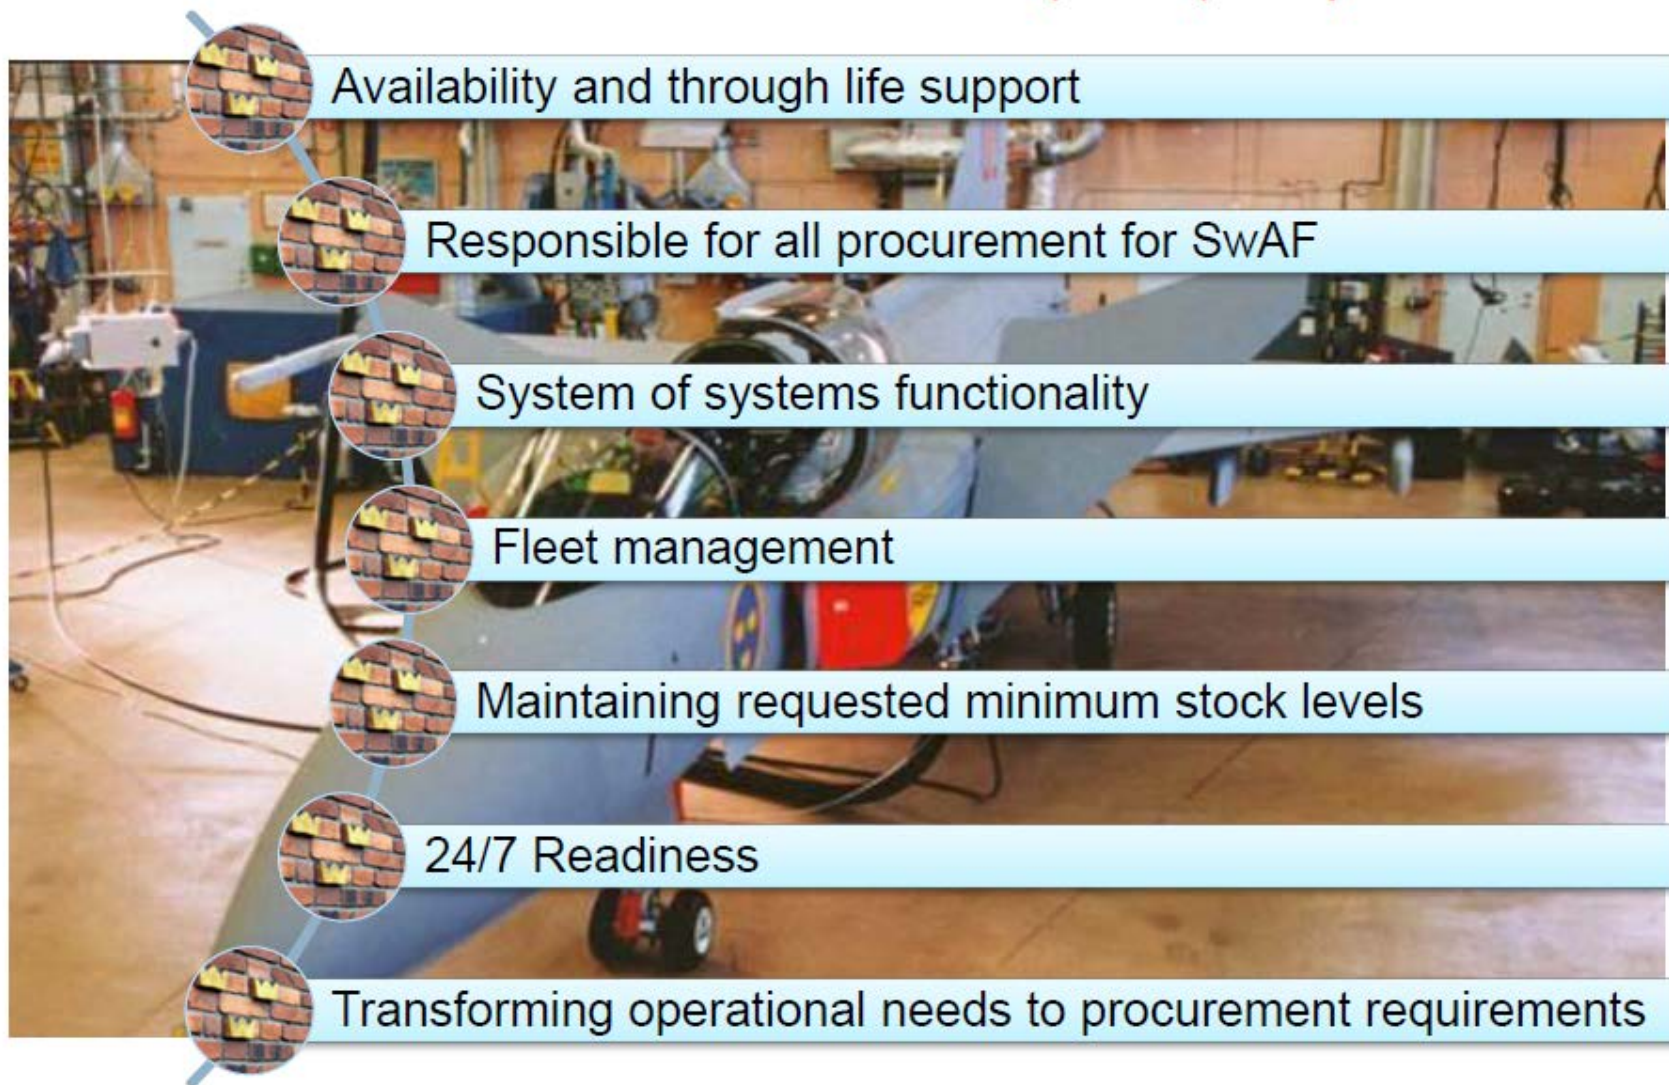 Availability and through life support
Responsible for all procurement for SwAF
System of systems functionality
Fleet management
Maintaining requested minimum stock levels
24/7 Readiness
Transforming operational needs to procurement requirements